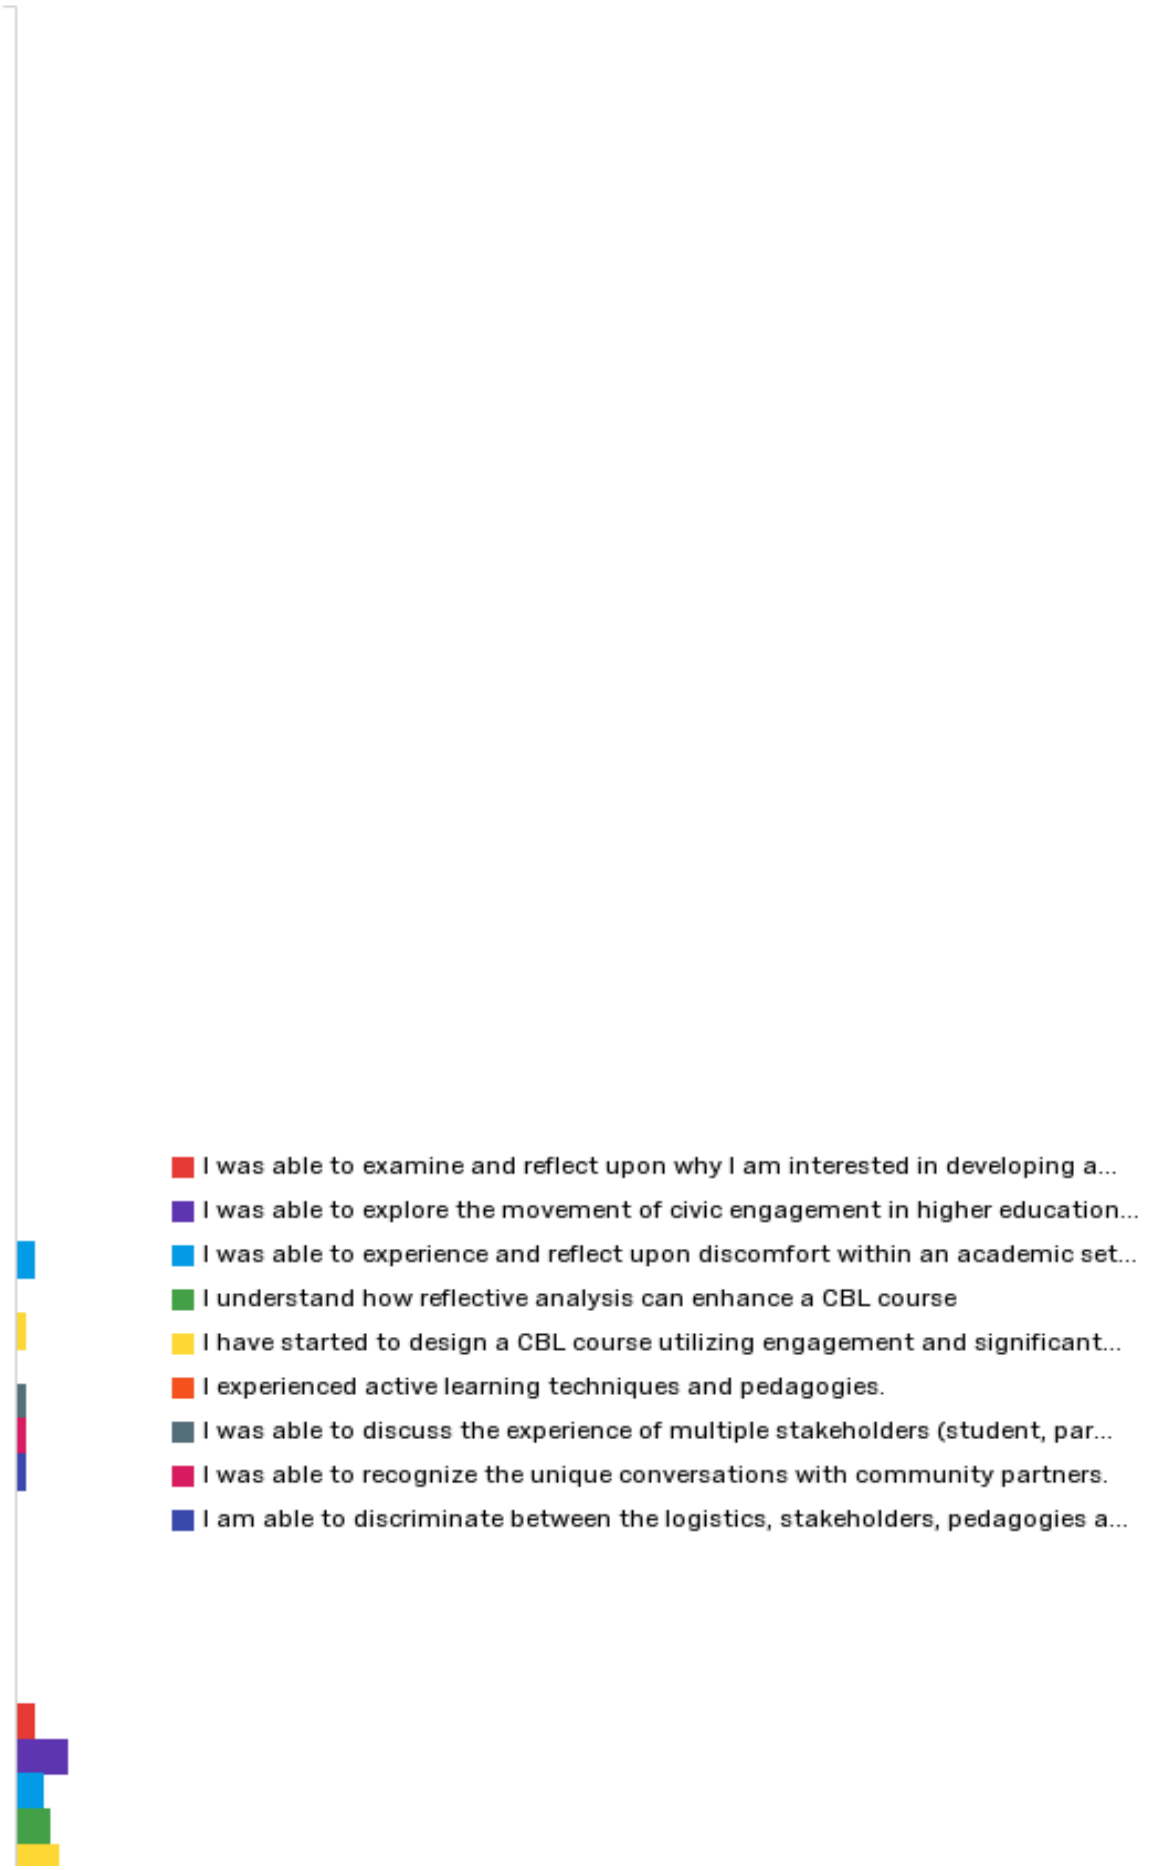 I was able to examine and reflect upon why I am interested in developing a...
I was able to explore the movement of civic engagement in higher education...
I was able to experience and reflect upon discomfort within an academic set...
I understand how reflective analysis can enhance a CBL course
I have started to design a CBL course utilizing engagement and significant...
I experienced active learning techniques and pedagogies.
I was able to discuss the experience of multiple stakeholders (student, par...
I was able to recognize the unique conversations with community partners.
I am able to discriminate between the logistics, stakeholders, pedagogies a...